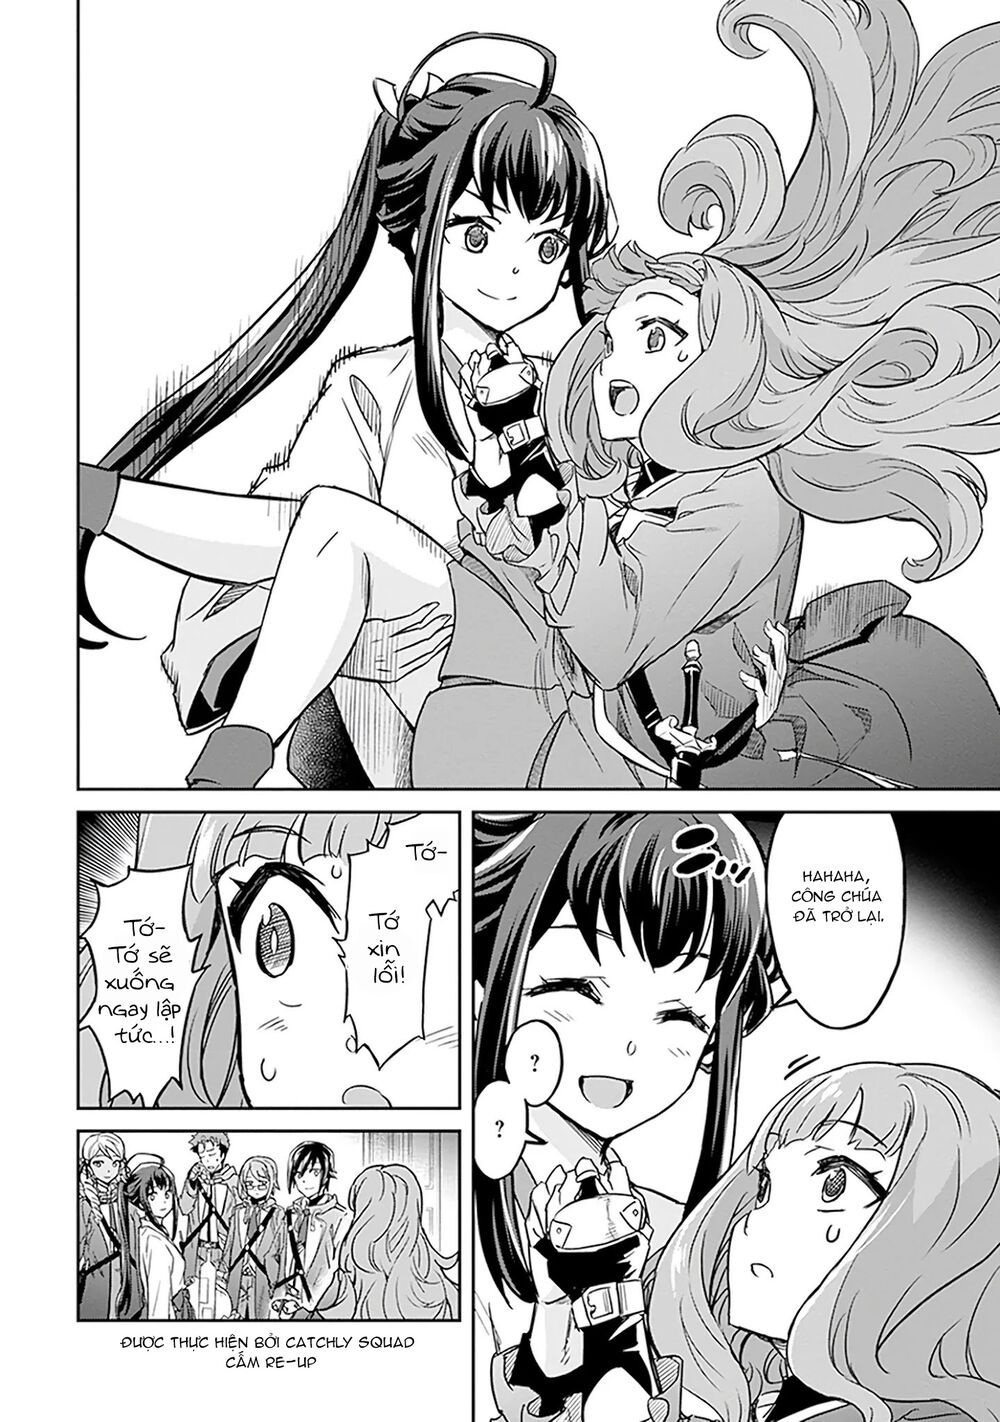 HAHAHA,
CÔNG CHÚA
ĐÃ TRỞ LẠI.
?
?
Tớ-
Tớ
xin
lỗi!
Tớ-
Tớ sẽ
xuống
ngay lập
tức...!
ĐƯỢC THỰC HIỆN BỞI CATCHLY SQUAD
CẤM RE-UP